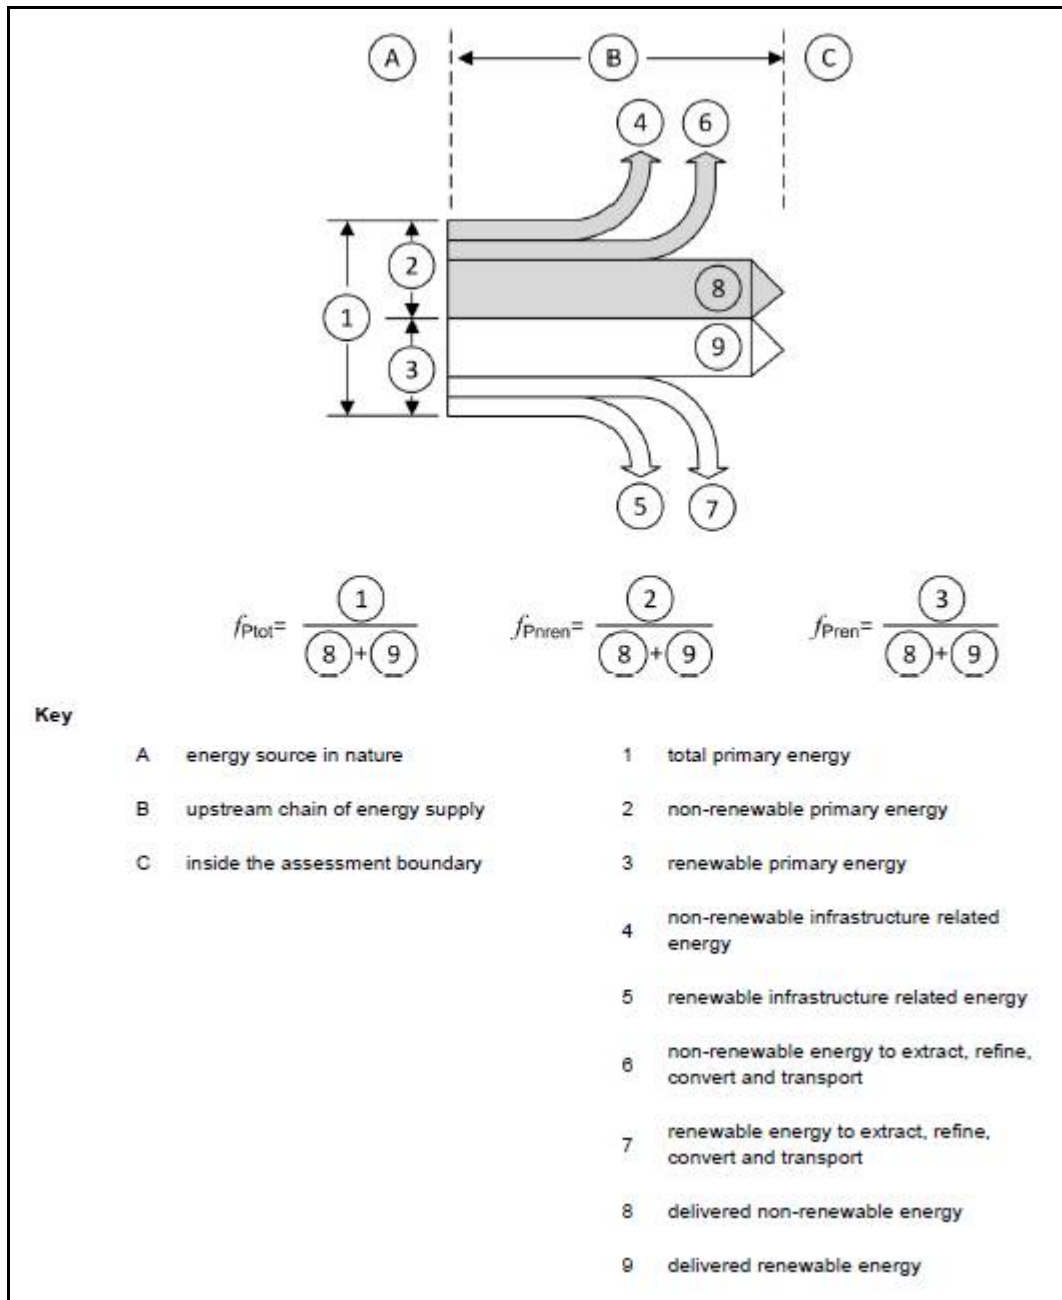 A
B
C
4
6
2
8
1
9
3
5
7
fPtot= 1 / 8+9
fPnren= 2 / 8+9
fPren= 3 / 8+9
Key
A energy source in nature
B upstream chain of energy supply
C inside the assessment boundary
1 total primary energy
2 non-renewable primary energy
3 renewable primary energy
4 non-renewable infrastructure related
energy
5 renewable infrastructure related energy
6 non-renewable energy to extract, refine,
convert and transport
7 renewable energy to extract, refine,
convert and transport
8 delivered non-renewable energy
9 delivered renewable energy